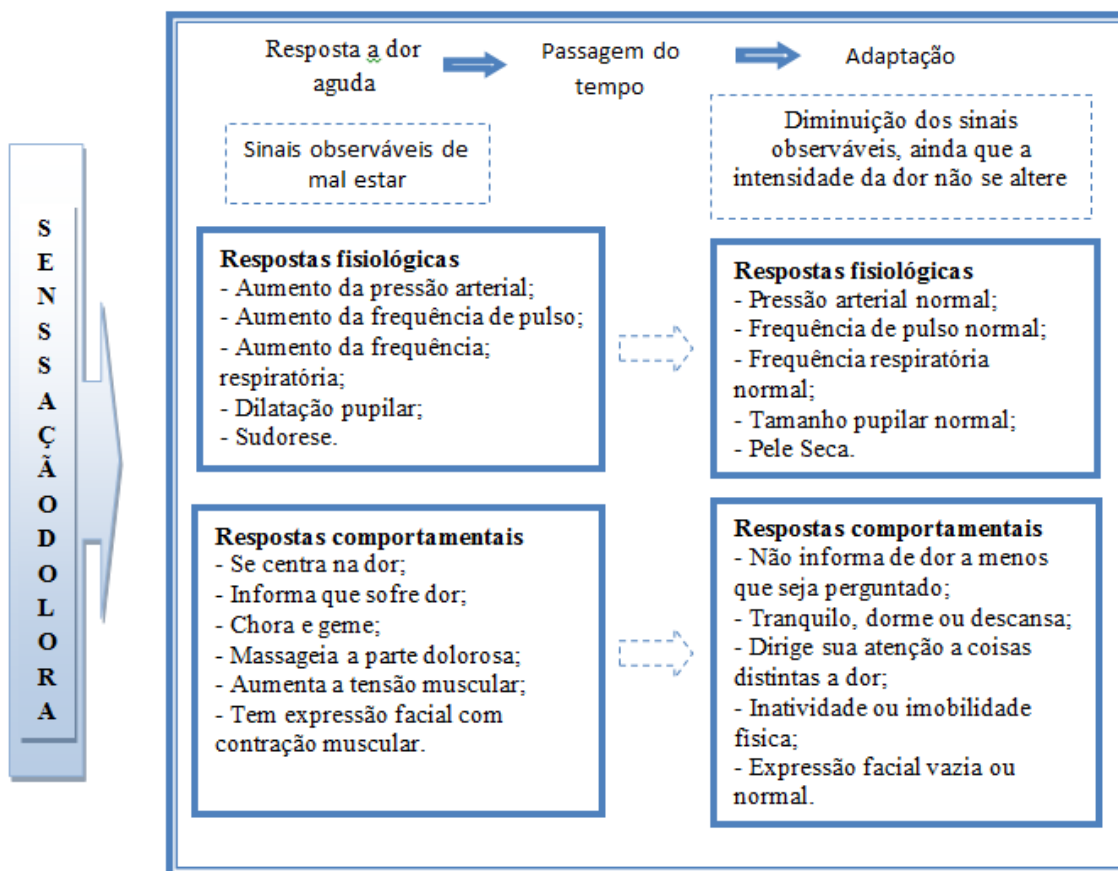 S
E
N
S
S
A
Ç
Ã
O
D
O
L
O
R
A
Resposta a dor
aguda
Passagem do
tempo
Adaptação
Sinais observáveis de
mal estar
Diminuição dos sinais
observáveis, ainda que a
intensidade da dor não se altere
Respostas fisiológicas
- Aumento da pressão arterial;
- Aumento da frequência de pulso;
- Aumento da frequência;
respiratória;
- Dilatação pupilar;
- Sudorese.
Respostas fisiológicas
- Pressão arterial normal;
- Frequência de pulso normal;
- Frequência respiratória
normal;
- Tamanho pupilar normal;
- Pele Seca.
Respostas comportamentais
- Se centra na dor;
- Informa que sofre dor;
- Chora e geme;
- Massageia a parte dolorosa;
- Aumenta a tensão muscular;
- Tem expressão facial com
contração muscular.
Respostas comportamentais
- Não informa de dor a menos
que seja perguntado;
- Tranquilo, dorme ou descansa;
- Dirige sua atenção a coisas
distintas a dor;
- Inatividade ou imobilidade
física;
- Expressão facial vazia ou
normal.